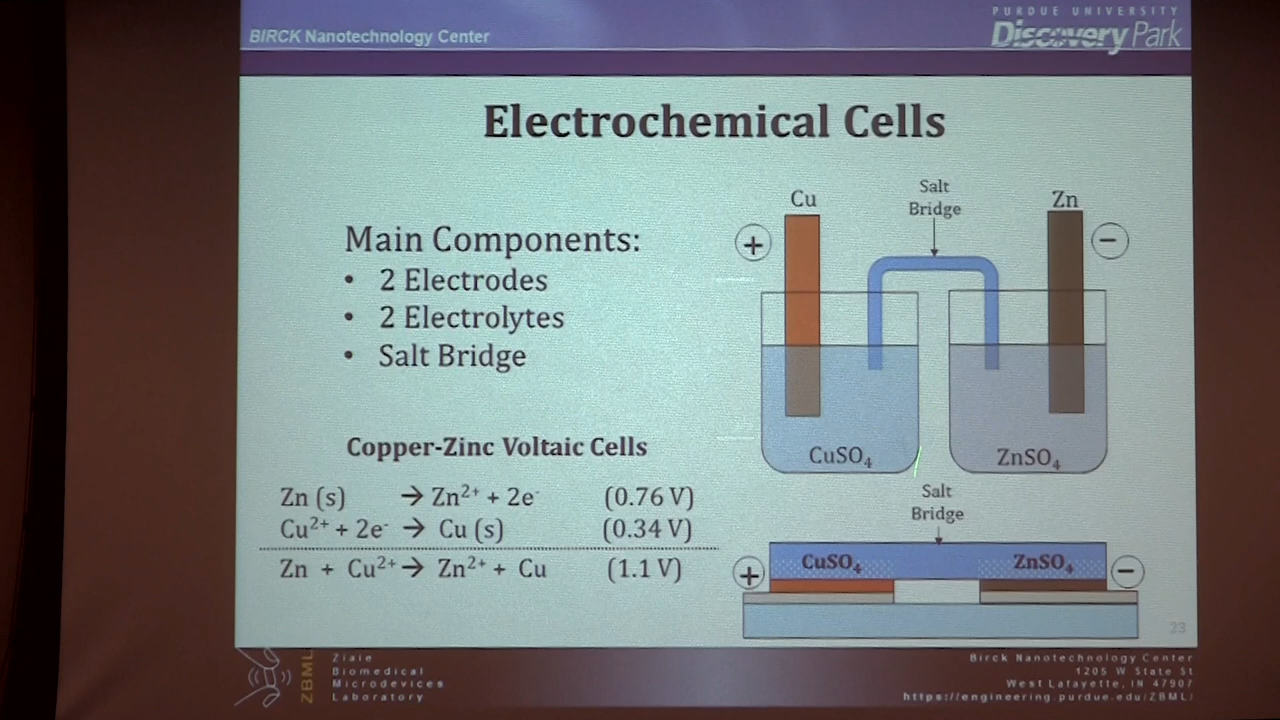 BIRCK Nanotechnology Center
PURDUE UNIVERSITY
Discovery Park
Electrochemical Cells
Main Components:
• 2 Electrodes
• 2 Electrolytes
• Salt Bridge
Copper-Zinc Voltaic Cells
Zn (s) → Zn²⁺ + 2e⁻ (0.76 V)
Cu²⁺ + 2e⁻ → Cu (s) (0.34 V)
Zn + Cu²⁺ → Zn²⁺ + Cu (1.1 V)
Cu
Salt
Bridge
Zn
+
−
CuSO₄
ZnSO₄
Salt
Bridge
+
CuSO₄
ZnSO₄
−
23
ZBML
Ziaie
Biomedical
Microdevices
Laboratory
Birck Nanotechnology Center
1205 W State St
West Lafayette, IN 47907
https://engineering.purdue.edu/ZBML/